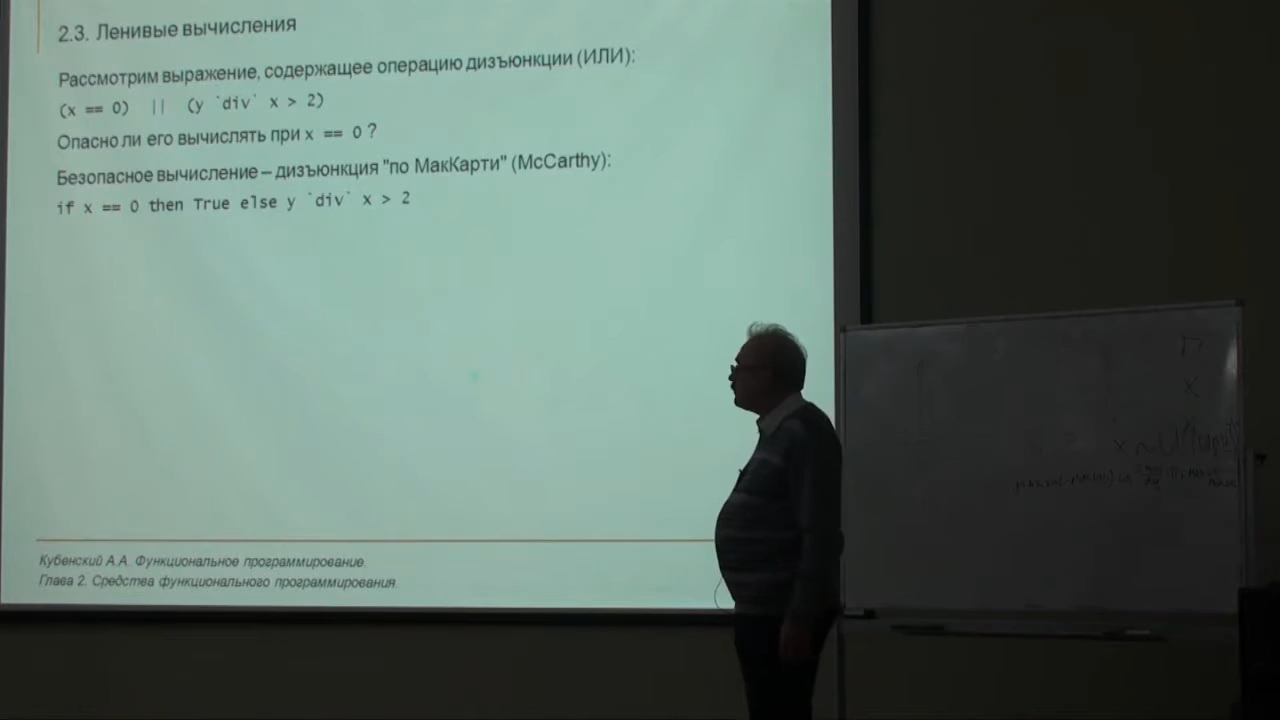 2.3. Ленивые вычисления
Рассмотрим выражение, содержащее операцию дизъюнкции (ИЛИ):
(x == 0) || (y `div` x > 2)
Опасно ли его вычислять при x == 0 ?
Безопасное вычисление – дизъюнкция "по МакКарти" (McCarthy):
if x == 0 then True else y `div` x > 2
Кубенский А.А. Функциональное программирование.
Глава 2. Средства функционального программирования.